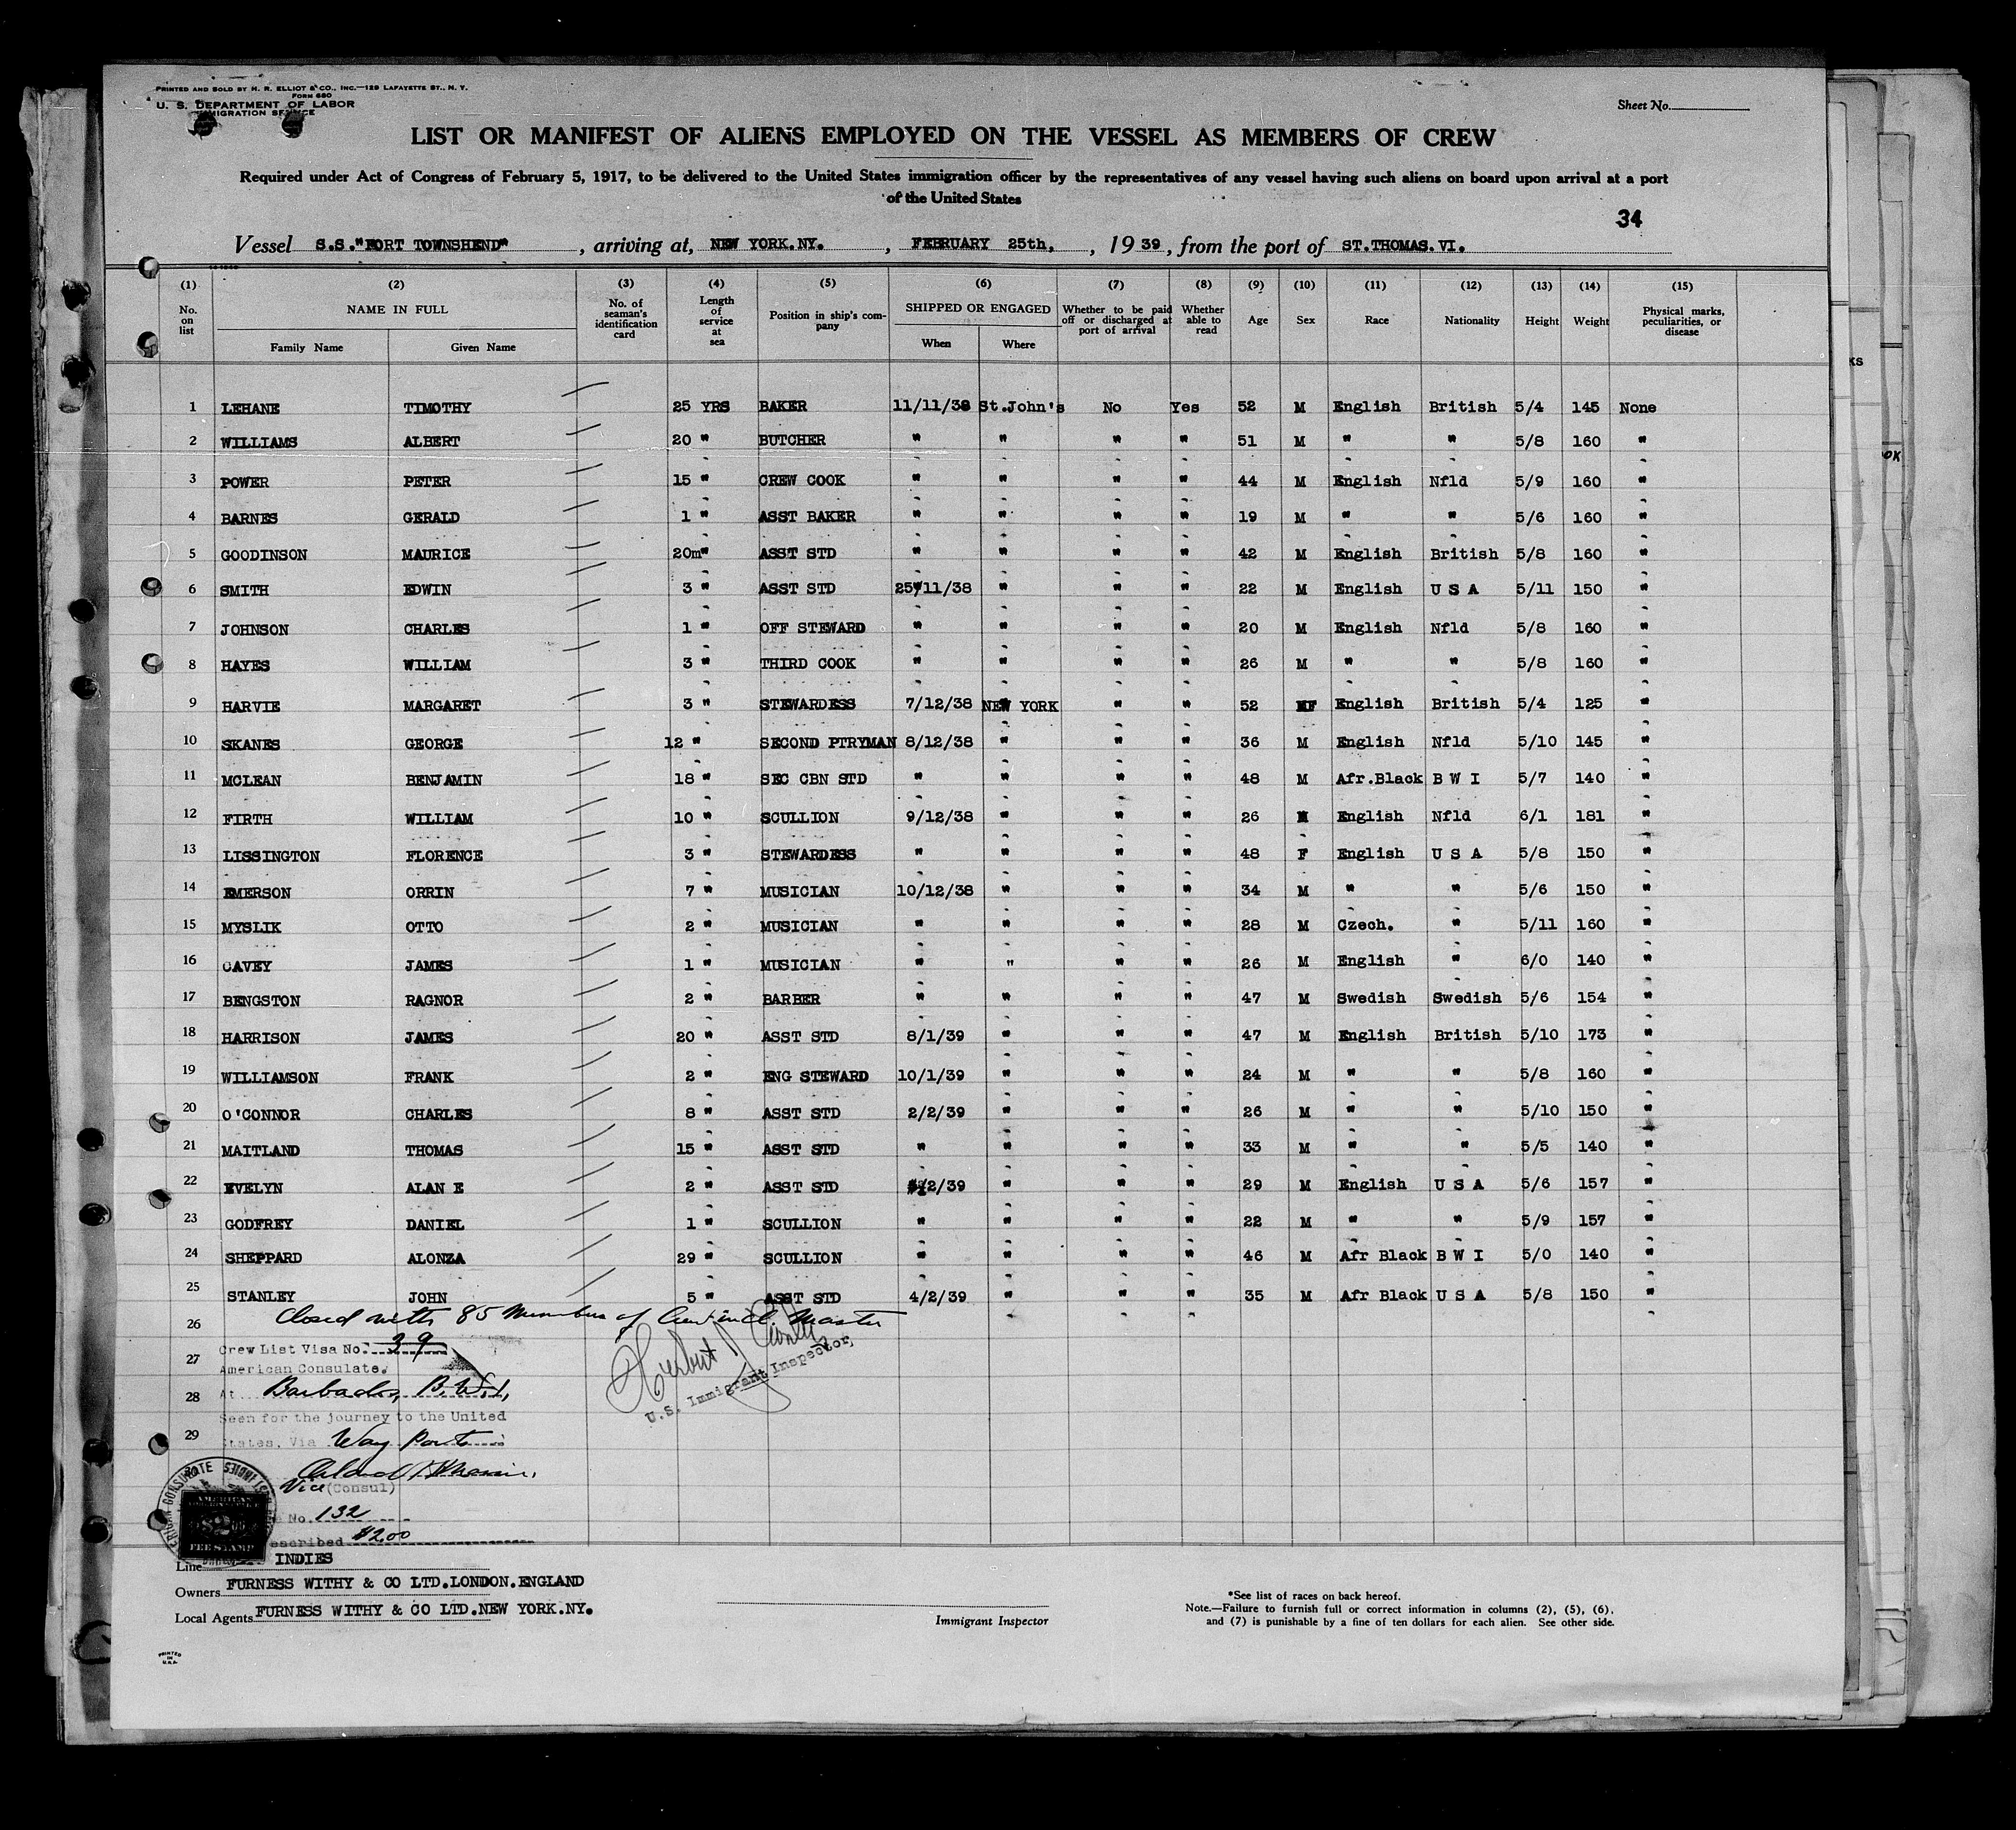 PRINTED AND SOLD BY H. R. ELLIOT & CO., INC.—129 LAFAYETTE ST., N. Y.
FORM 680
U. S. DEPARTMENT OF LABOR
IMMIGRATION SERVICE
Sheet No.
LIST OR MANIFEST OF ALIENS EMPLOYED ON THE VESSEL AS MEMBERS OF CREW
Required under Act of Congress of February 5, 1917, to be delivered to the United States immigration officer by the representatives of any vessel having such aliens on board upon arrival at a port
of the United States
34
Vessel S.S."FORT TOWNSHEND", arriving at, NEW YORK.NY., FEBRUARY 25th, , 1939, from the port of ST.THOMAS.VI.
(1) (2) (3) (4) (5) (6) (7) (8) (9) (10) (11) (12) (13) (14) (15)
No. on list NAME IN FULL Family Name Given Name No. of seaman's identification card Length of service at sea Position in ship's company SHIPPED OR ENGAGED When Where Whether to be paid off or discharged at port of arrival Whether able to read Age Sex Race Nationality Height Weight Physical marks, peculiarities, or disease
1 LEHANE TIMOTHY 25 YRS BAKER 11/11/38 St.John's No Yes 52 M English British 5/4 145 None
2 WILLIAMS ALBERT 20 " BUTCHER " " " " 51 M " " 5/8 160 "
3 POWER PETER 15 " CREW COOK " " " " 44 M English Nfld 5/9 160 "
4 BARNES GERALD 1 " ASST BAKER " " " " 19 M " " 5/6 160 "
5 GOODINSON MAURICE 20m" ASST STD " " " " 42 M English British 5/8 160 "
6 SMITH EDWIN 3 " ASST STD 25/11/38 " " " 22 M English U S A 5/11 150 "
7 JOHNSON CHARLES 1 " OFF STEWARD " " " " 20 M English Nfld 5/8 160 "
8 HAYES WILLIAM 3 " THIRD COOK " " " " 26 M " " 5/8 160 "
9 HARVIE MARGARET 3 " STEWARDESS 7/12/38 NEW YORK " " 52 F English British 5/4 125 "
10 SKANES GEORGE 12 " SECOND PTRYMAN 8/12/38 " " " 36 M English Nfld 5/10 145 "
11 MCLEAN BENJAMIN 18 " SEC CBN STD " " " " 48 M Afr.Black B W I 5/7 140 "
12 FIRTH WILLIAM 10 " SCULLION 9/12/38 " " " 26 M English Nfld 6/1 181 "
13 LISSINGTON FLORENCE 3 " STEWARDESS " " " " 48 F English U S A 5/8 150 "
14 EMERSON ORRIN 7 " MUSICIAN 10/12/38 " " " 34 M " " 5/6 150 "
15 MYSLIK OTTO 2 " MUSICIAN " " " " 28 M Czech. " 5/11 160 "
16 CAVEY JAMES 1 " MUSICIAN " " " " 26 M English " 6/0 140 "
17 BENGSTON RAGNOR 2 " BARBER " " " " 47 M Swedish Swedish 5/6 154 "
18 HARRISON JAMES 20 " ASST STD 8/1/39 " " " 47 M English British 5/10 173 "
19 WILLIAMSON FRANK 2 " ENG STEWARD 10/1/39 " " " 24 M " " 5/8 160 "
20 O'CONNOR CHARLES 8 " ASST STD 2/2/39 " " " 26 M " " 5/10 150 "
21 MAITLAND THOMAS 15 " ASST STD " " " " 33 M " " 5/5 140 "
22 EVELYN ALAN E 2 " ASST STD /2/39 " " " 29 M English U S A 5/6 157 "
23 GODFREY DANIEL 1 " SCULLION " " " " 22 M " " 5/9 157 "
24 SHEPPARD ALONZA 29 " SCULLION " " " " 46 M Afr Black B W I 5/0 140 "
25 STANLEY JOHN 5 " ASST STD 4/2/39 " " " 35 M Afr Black U S A 5/8 150 "
26 Closed with 85 Members of Crew incl. Master
27 Crew List Visa No. 39
American Consulate.
28 At Barbados, B.W.I,
Seen for the journey to the United
29 States, Via Way Ports
Vice (Consul)
No. 132
escribed $2.00
Herbert
U.S. Immigrant Inspector,
AMERICAN
FEE STAMP
Line INDIES
Owners FURNESS WITHY & CO LTD.LONDON.ENGLAND
Local Agents FURNESS WITHY & CO LTD.NEW YORK.NY.
Immigrant Inspector
*See list of races on back hereof.
Note.—Failure to furnish full or correct information in columns (2), (5), (6),
and (7) is punishable by a fine of ten dollars for each alien. See other side.
PRINTED
IN
U.S.A.